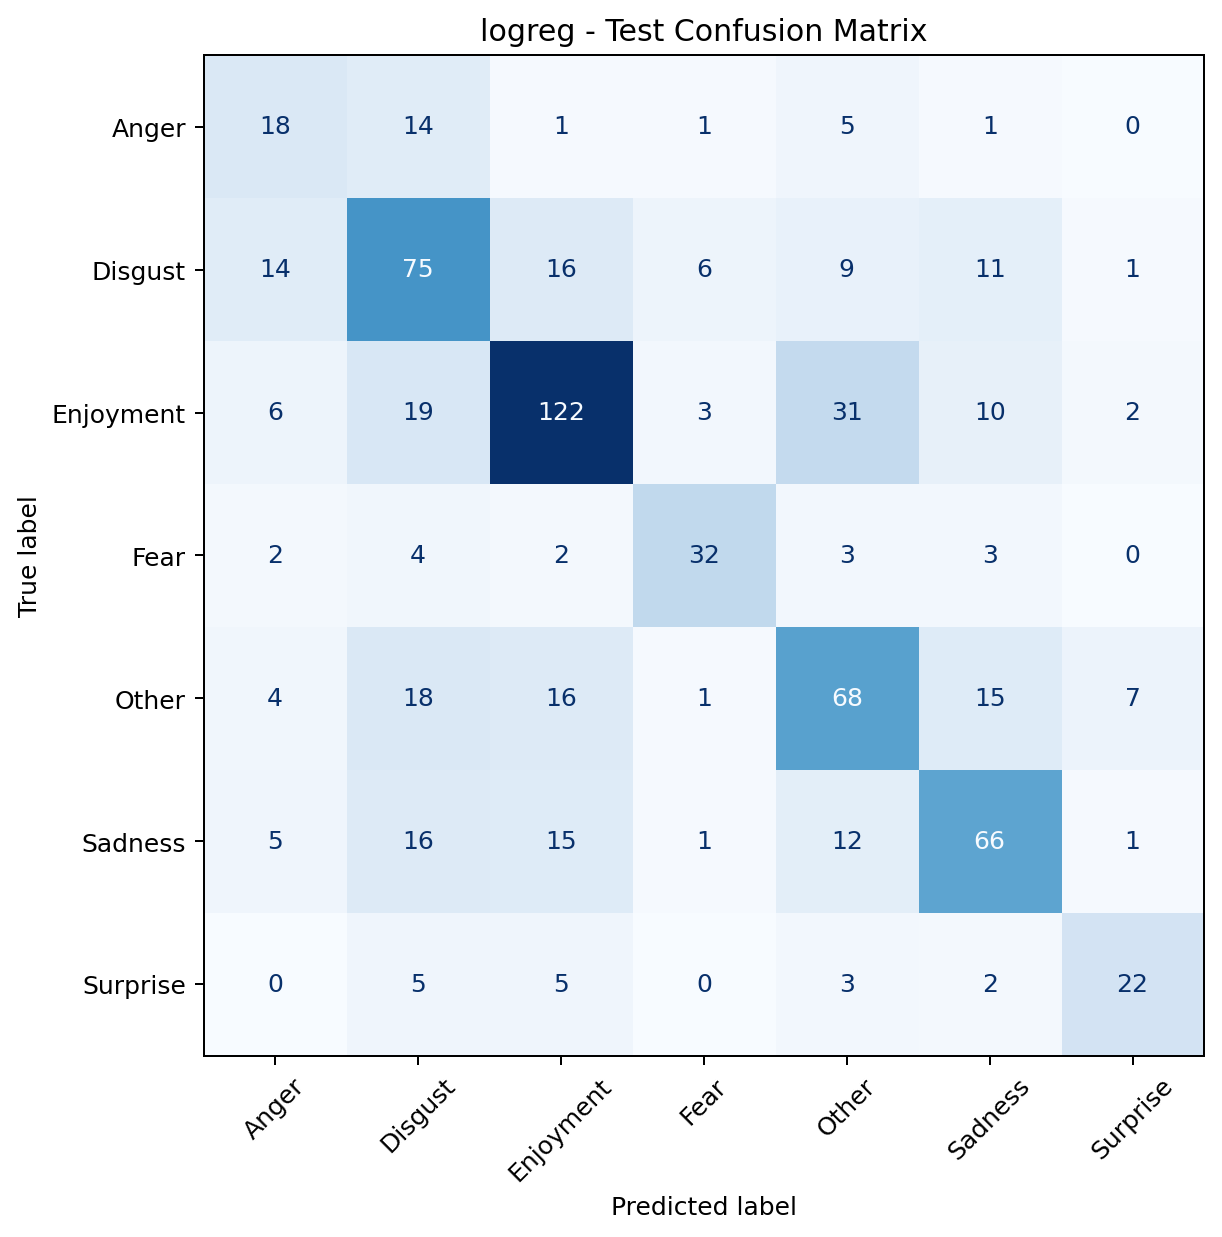 logreg - Test Confusion Matrix
Anger 18 14 1 1 5 1 0
Disgust 14 75 16 6 9 11 1
Enjoyment 6 19 122 3 31 10 2
Fear 2 4 2 32 3 3 0
Other 4 18 16 1 68 15 7
Sadness 5 16 15 1 12 66 1
Surprise 0 5 5 0 3 2 22
True label
Anger Disgust Enjoyment Fear Other Sadness Surprise
Predicted label